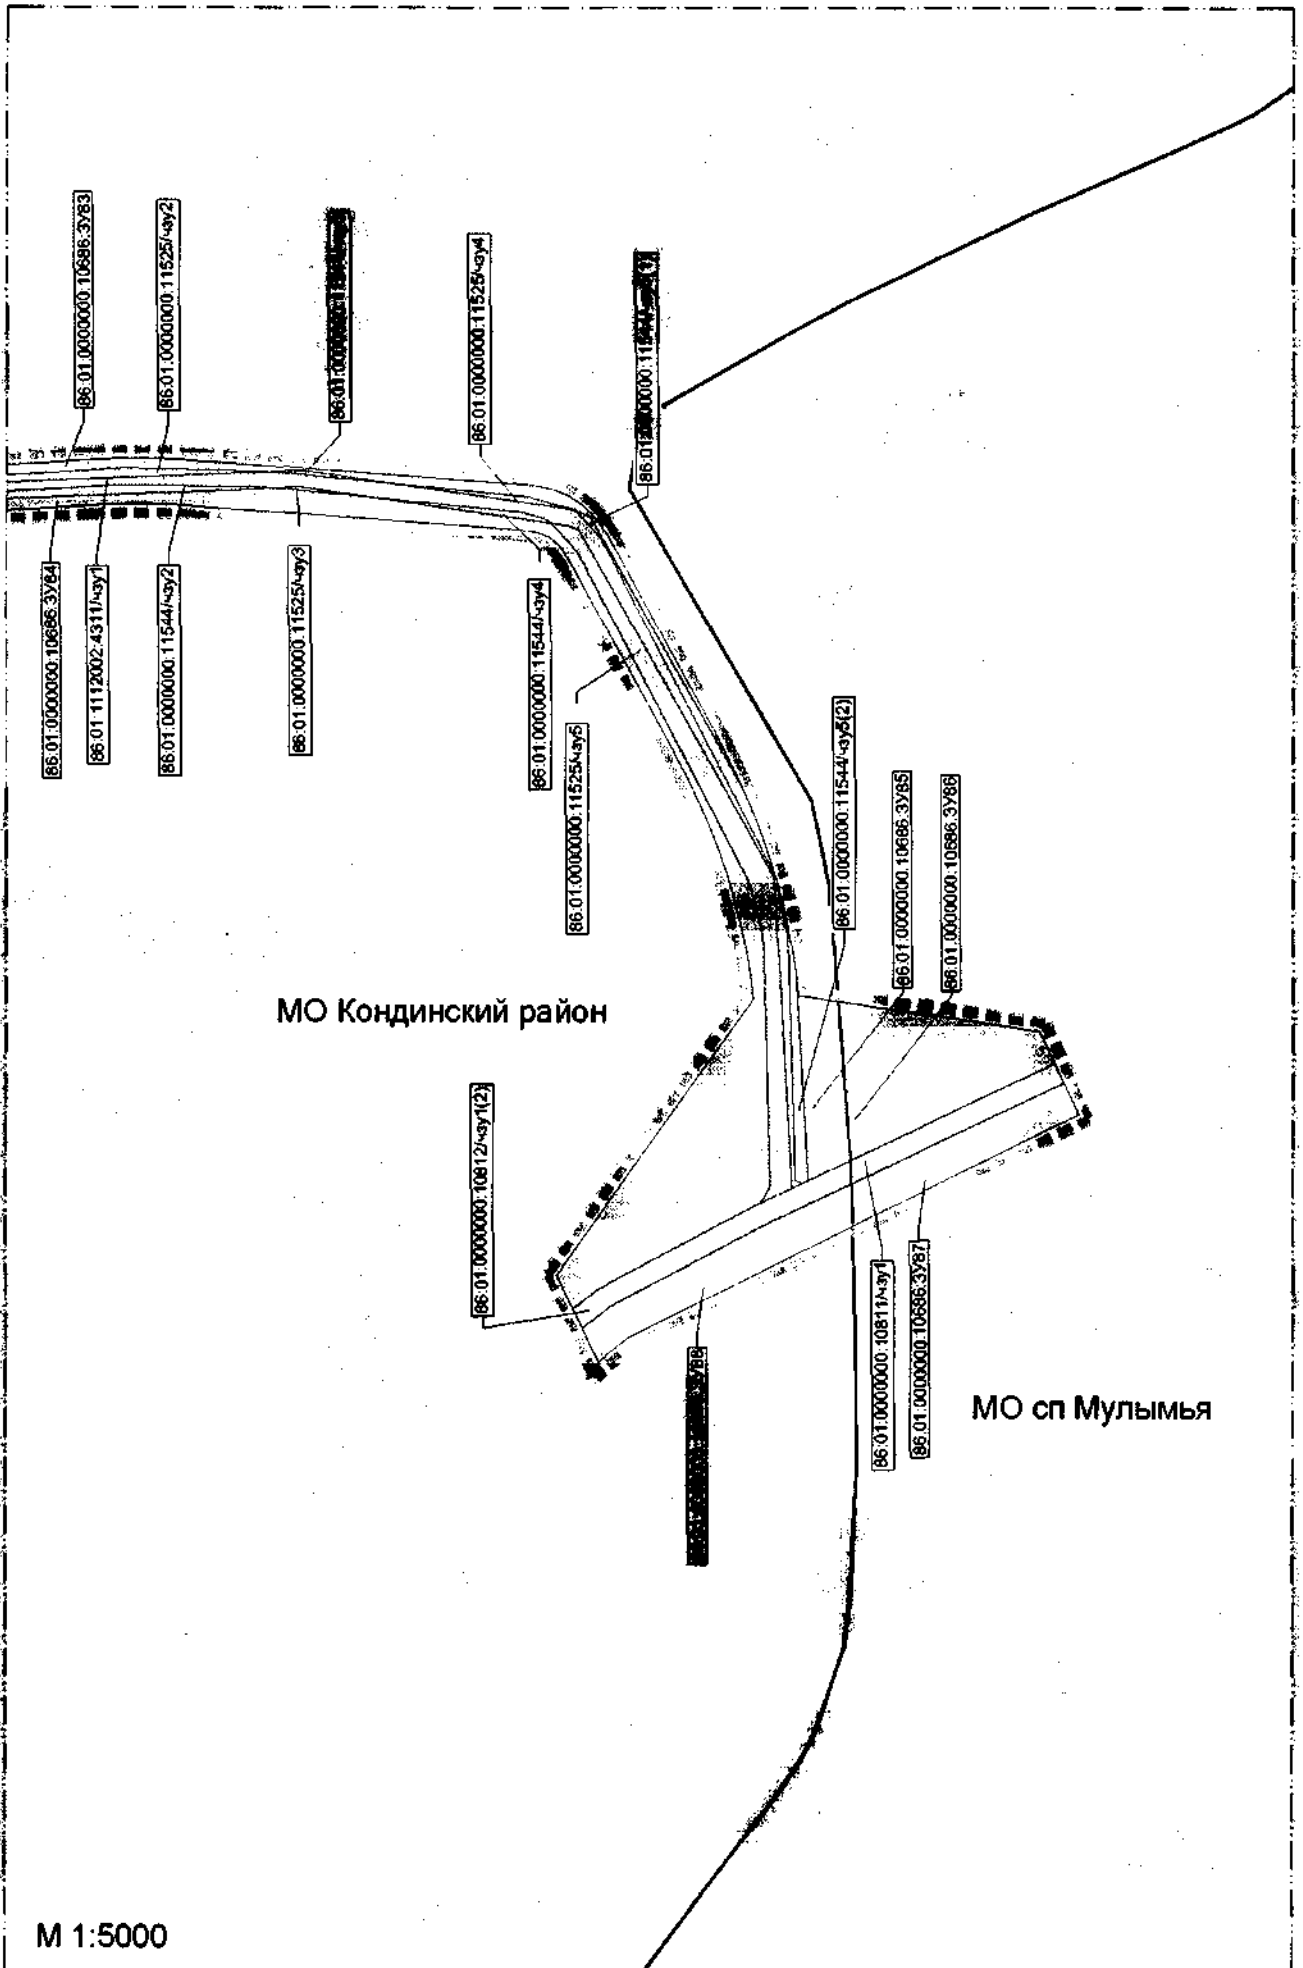 86:01:0000000:10686:ЗУ83
86:01:0000000:11525/чзу2
86:01:0000000:11525/чзу4
86:01:0000000:10686:ЗУ84
86:01:1112002:4311/чзу1
86:01:0000000:11544/чзу2
86:01:0000000:11525/чзу3
86:01:0000000:11544/чзу4
86:01:0000000:11525/чзу5
86:01:0000000:11544/чзу5(2)
86:01:0000000:10686:ЗУ85
86:01:0000000:10686:ЗУ86
МО Кондинский район
86:01:0000000:10812/чзу1(2)
86:01:0000000:10811/чзу1
86:01:0000000:10686:ЗУ87
МО сп Мулымья
М 1:5000